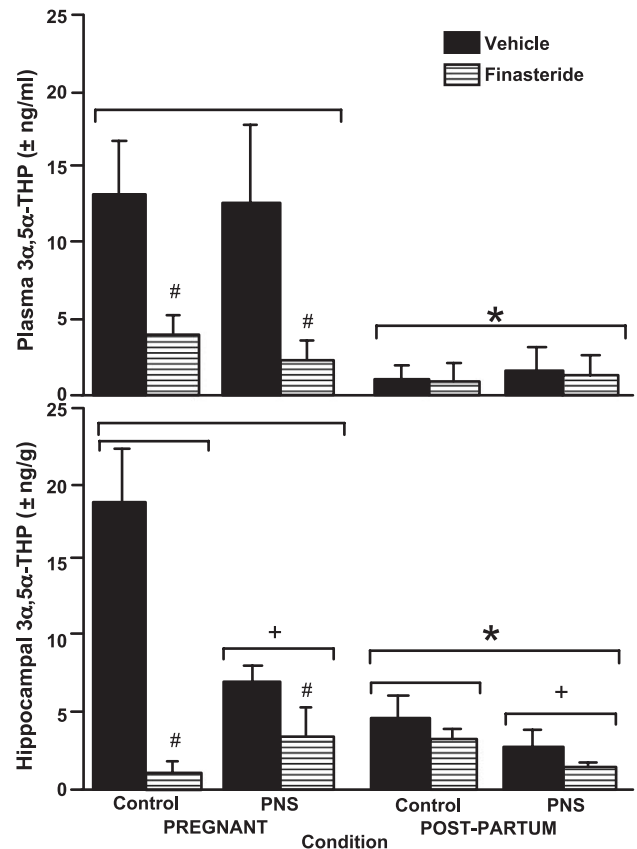 Vehicle
Finasteride
Plasma 3α,5α-THP (± ng/ml)
25
20
15
10
5
0
#
#
*
Hippocampal 3α,5α-THP (± ng/g)
25
20
15
10
5
0
#
+
#
*
+
Control PNS Control PNS
PREGNANT POST-PARTUM
Condition